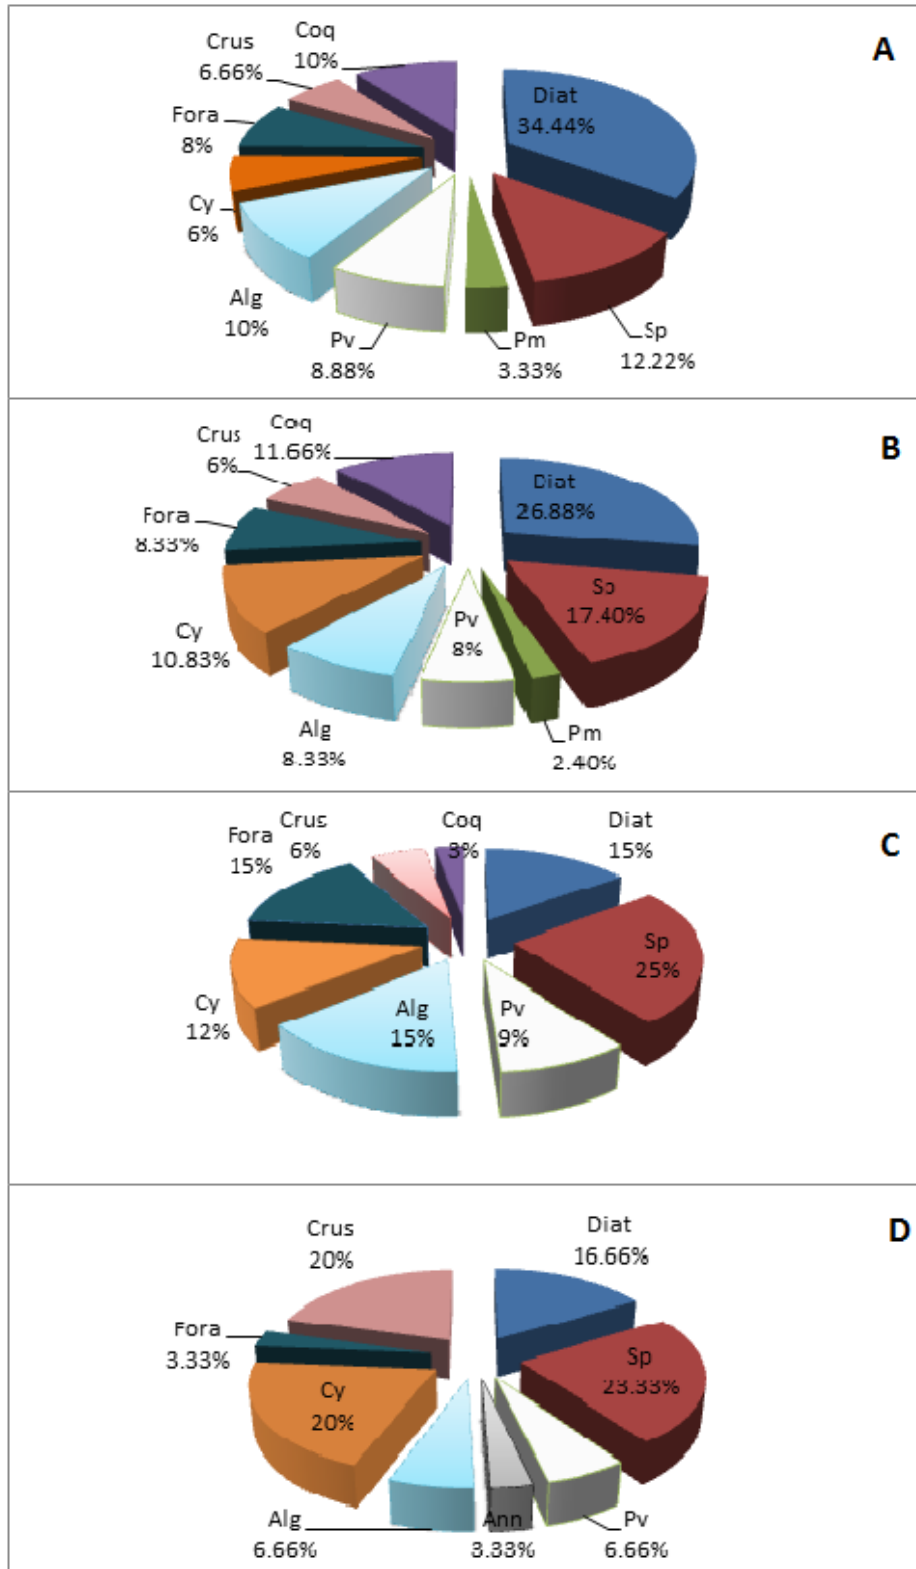 A
Coq
10%
Crus
6.66%
Fora
8%
Cy
6%
Alg
10%
Pv
8.88%
Pm
3.33%
Sp
12.22%
Diat
34.44%
B
Coq
11.66%
Crus
6%
Fora
8.33%
Cy
10.83%
Alg
8.33%
Pv
8%
Pm
2.40%
Sp
17.40%
Diat
26.88%
C
Fora
15%
Crus
6%
Coq
3%
Diat
15%
Sp
25%
Pv
9%
Alg
15%
Cy
12%
D
Crus
20%
Diat
16.66%
Fora
3.33%
Cy
20%
Sp
23.33%
Alg
6.66%
Ann
3.33%
Pv
6.66%